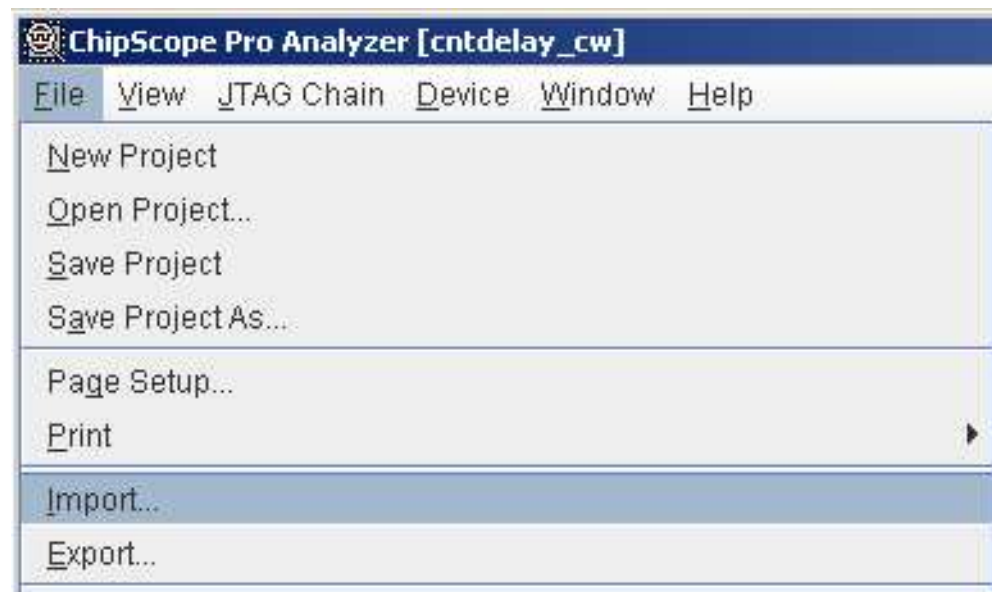 ChipScope Pro Analyzer [cntdelay_cw]
File View JTAG Chain Device Window Help
New Project
Open Project...
Save Project
Save Project As...
Page Setup...
Print
Import...
Export...